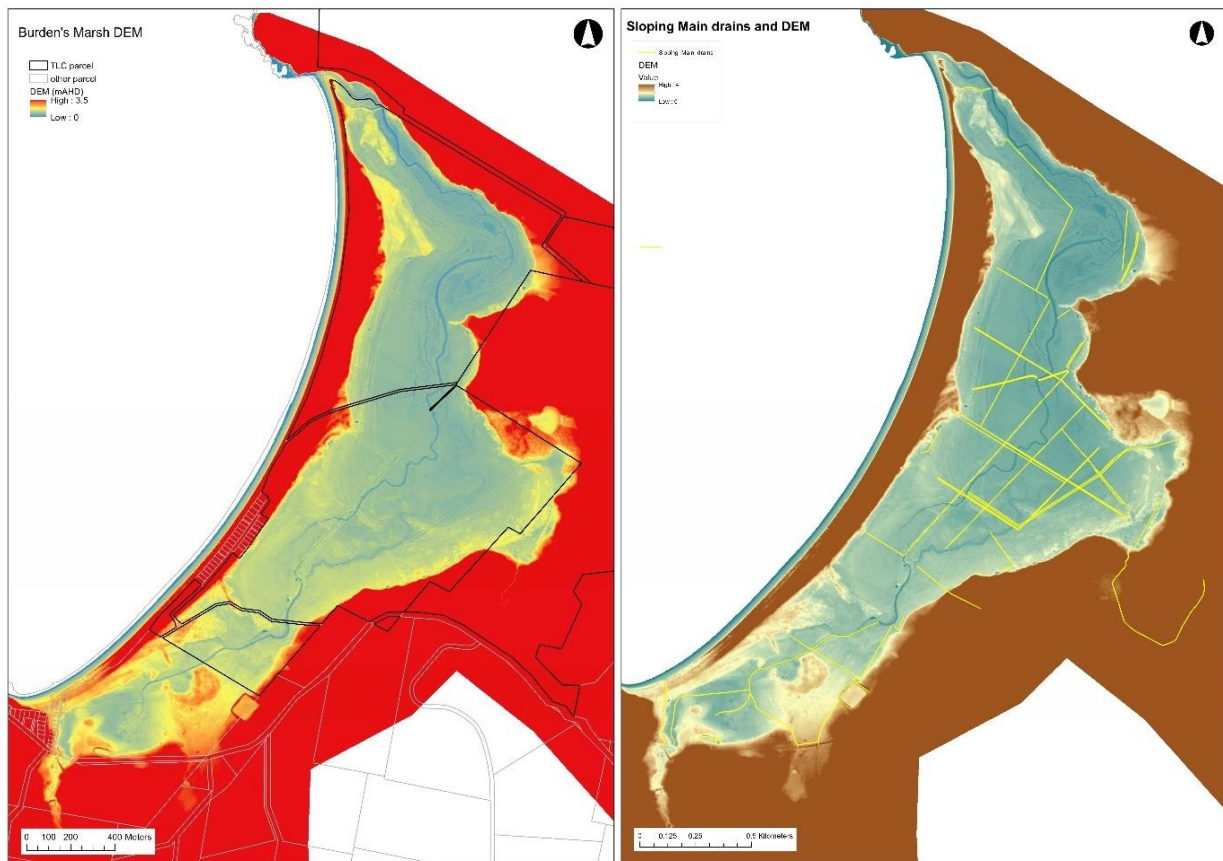 Burden's Marsh DEM
TLC parcel
other parcel
DEM (mAHD)
High : 3.5
Low : 0
0 100 200 400 Meters
Sloping Main drains and DEM
Sloping Main drains
DEM
Value
High : 4
Low : 0
0 0.125 0.25 0.5 Kilometers